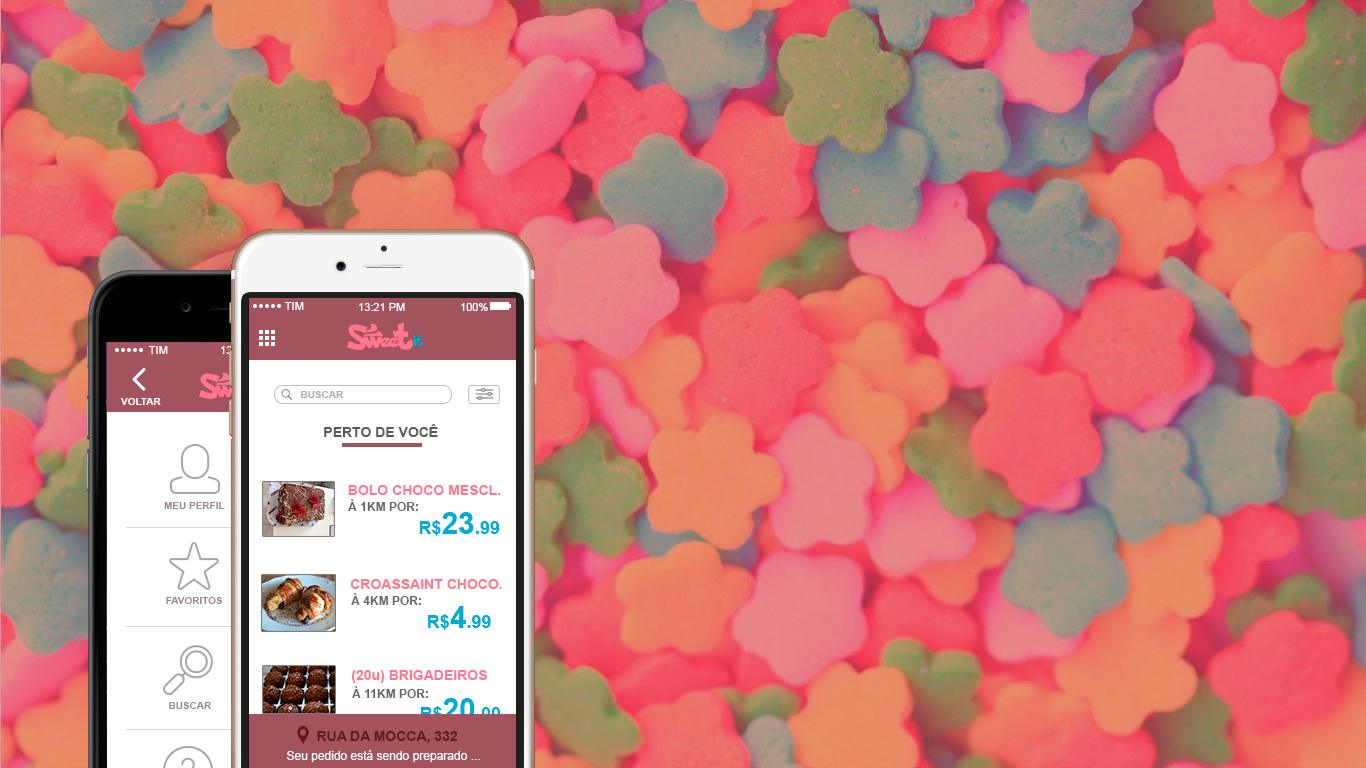 TIM
13:21 PM
100%
Sweet it
BUSCAR
PERTO DE VOCÊ
BOLO CHOCO MESCL.
À 1KM POR:
R$23.99
CROASSAINT CHOCO.
À 4KM POR:
R$4.99
(20u) BRIGADEIROS
À 11KM POR:
R$20.00
RUA DA MOCCA, 332
Seu pedido está sendo preparado ...
TIM
VOLTAR
MEU PERFIL
FAVORITOS
BUSCAR
?